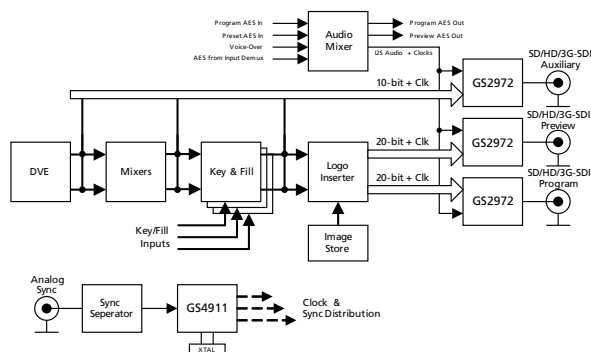 Program AES In
Preset AES In
Voice-Over
AES from Input Demux
Audio
Mixer
Program AES Out
Preview AES Out
I2S Audio + Clocks
10-bit + Clk
GS2972
SD/HD/3G-SDI
Auxiliary
DVE
Mixers
Key & Fill
Logo
Inserter
20-bit + Clk
GS2972
SD/HD/3G-SDI
Preview
20-bit + Clk
GS2972
SD/HD/3G-SDI
Program
Key/Fill
Inputs
Image
Store
Analog
Sync
Sync
Seperator
GS4911
XTAL
Clock &
Sync Distribution